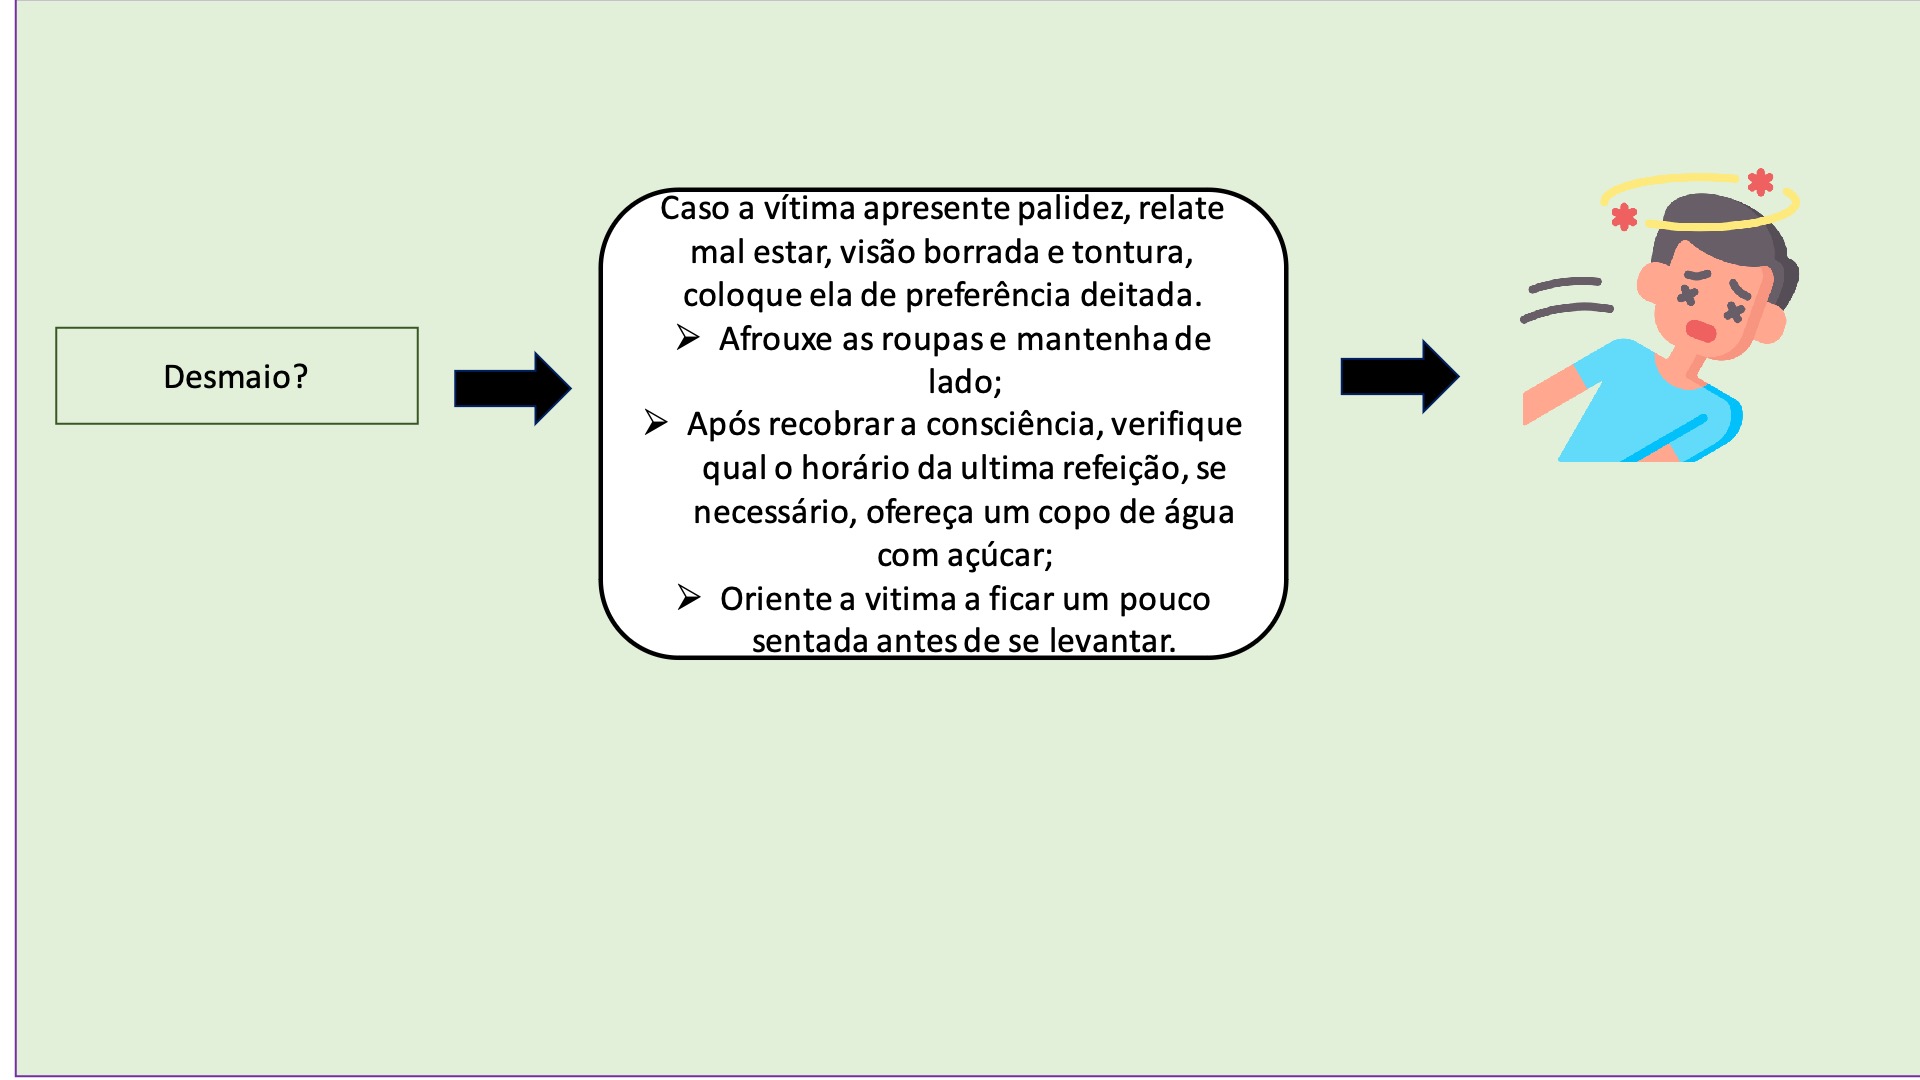 Desmaio?
Caso a vítima apresente palidez, relate
mal estar, visão borrada e tontura,
coloque ela de preferência deitada.
➢ Afrouxe as roupas e mantenha de
lado;
➢ Após recobrar a consciência, verifique
qual o horário da ultima refeição, se
necessário, ofereça um copo de água
com açúcar;
➢ Oriente a vitima a ficar um pouco
sentada antes de se levantar.